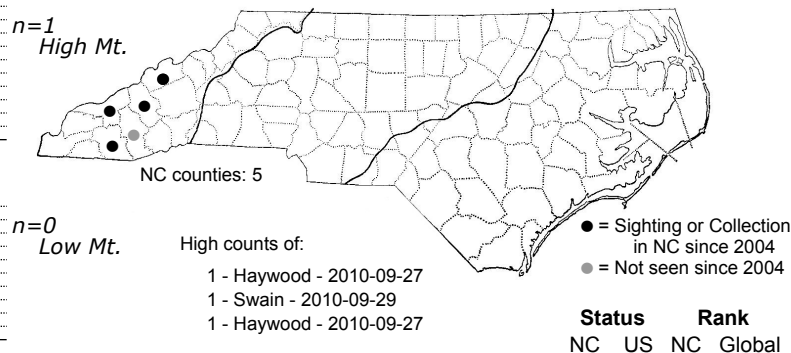 n=1
High Mt.
NC counties: 5
n=0
Low Mt.
High counts of:
1 - Haywood - 2010-09-27
1 - Swain - 2010-09-29
1 - Haywood - 2010-09-27
● = Sighting or Collection
in NC since 2004
● = Not seen since 2004
Status Rank
NC US NC Global